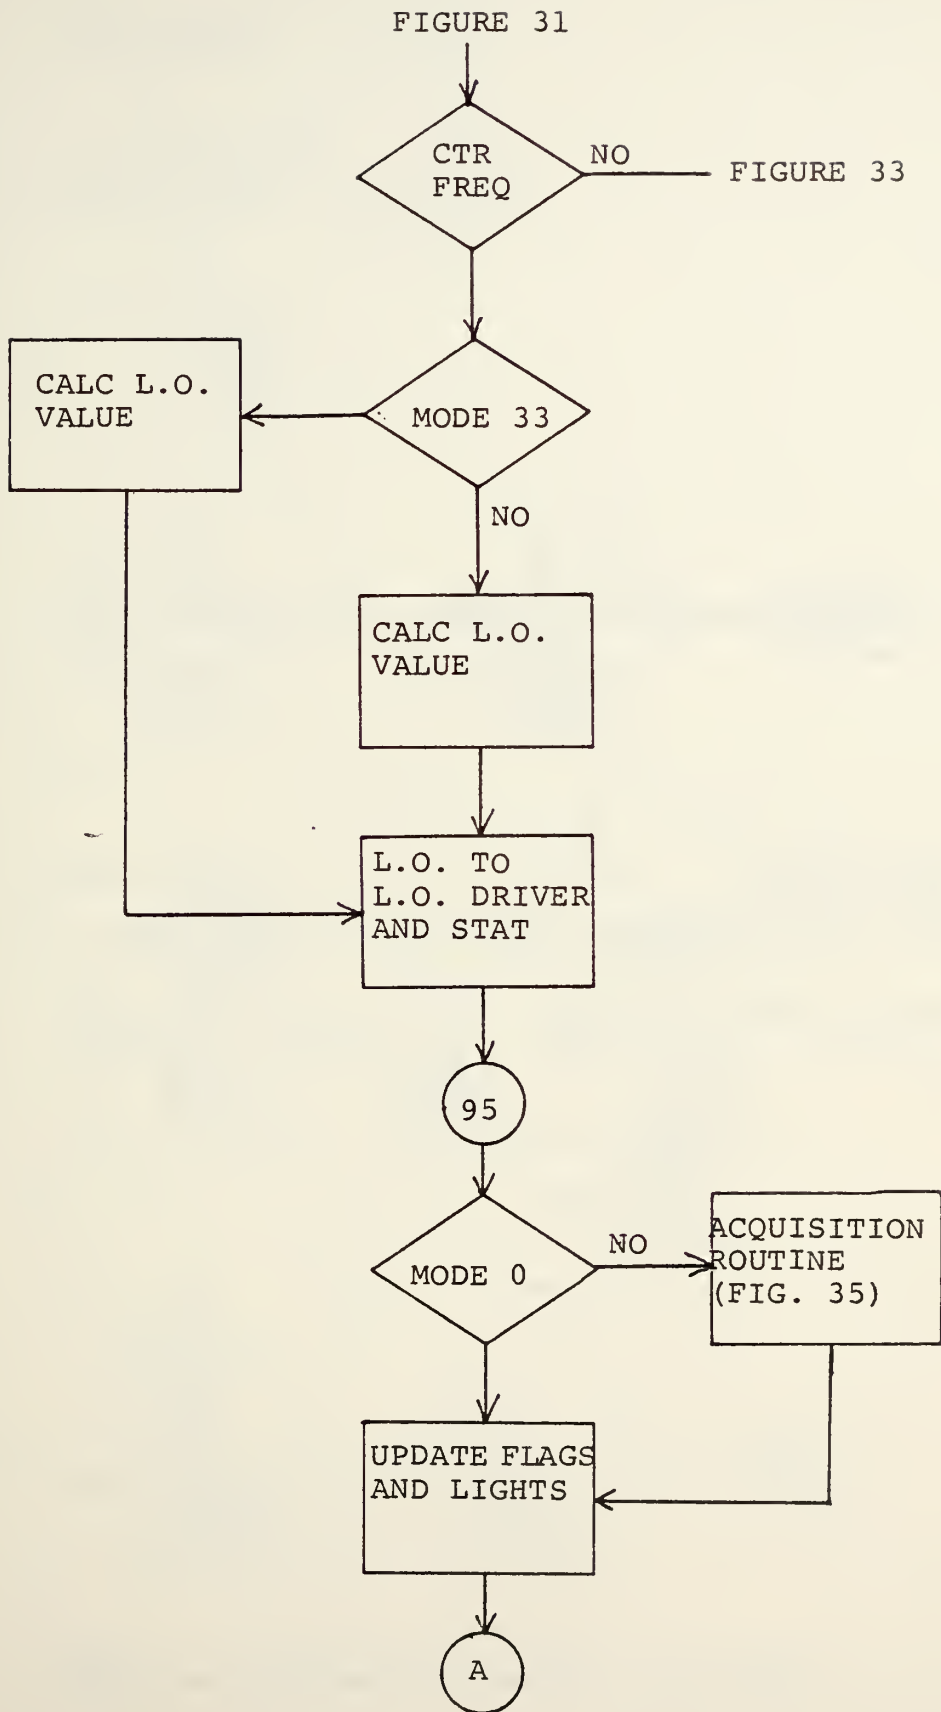 FIGURE 31
CTR
FREQ
NO
FIGURE 33
CALC L.O.
VALUE
MODE 33
NO
CALC L.O.
VALUE
L.O. TO
L.O. DRIVER
AND STAT
95
MODE 0
NO
ACQUISITION
ROUTINE
(FIG. 35)
UPDATE FLAGS
AND LIGHTS
A